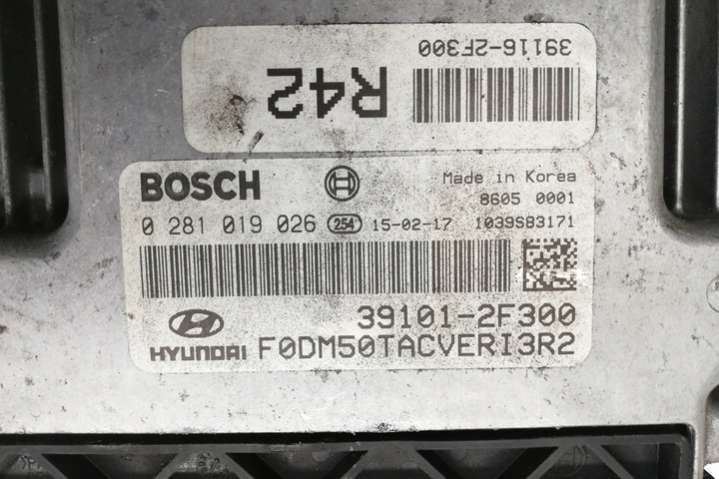 39116-2F300
R42
BOSCH
Made in Korea
8605 0001
0 281 019 026 254 15-02-17 1039S83171
39101-2F300
HYUNDAI F0DM50TACVERI3R2